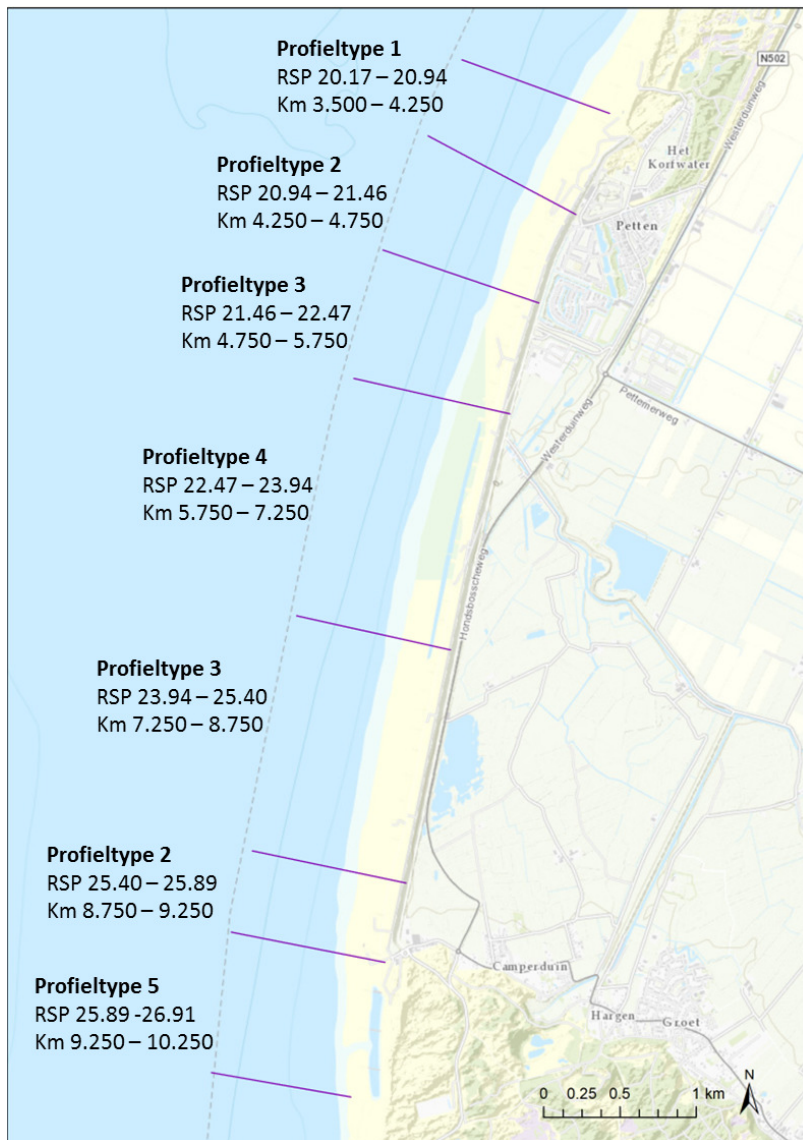 Profieltype 1
RSP 20.17 – 20.94
Km 3.500 – 4.250
N502
Westerduinweg
Het
Korfwater
Profieltype 2
RSP 20.94 – 21.46
Km 4.250 – 4.750
Petten
Profieltype 3
RSP 21.46 – 22.47
Km 4.750 – 5.750
Pettemerweg
Westerduinweg
Profieltype 4
RSP 22.47 – 23.94
Km 5.750 – 7.250
Hondsbosscheweg
Profieltype 3
RSP 23.94 – 25.40
Km 7.250 – 8.750
Profieltype 2
RSP 25.40 – 25.89
Km 8.750 – 9.250
Camperduin
Profieltype 5
RSP 25.89 -26.91
Km 9.250 – 10.250
Hargen
Groet
N
0 0.25 0.5 1 km